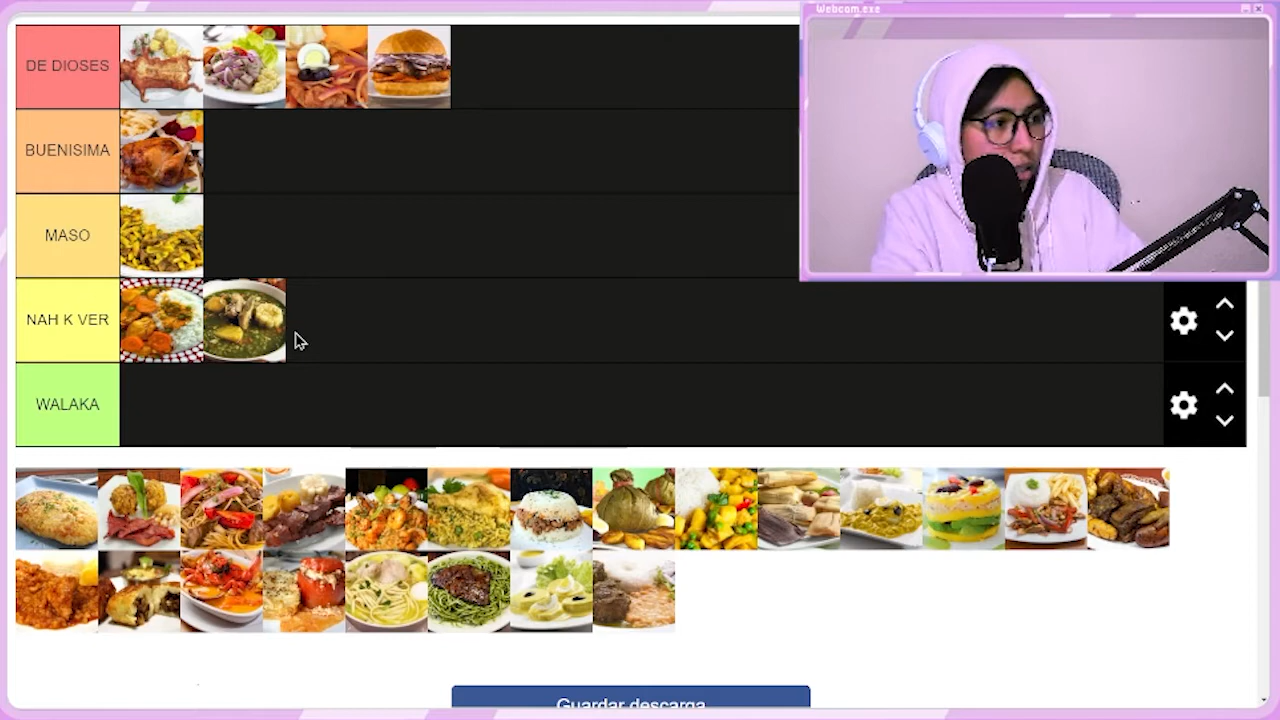 Webcam.exe
DE DIOSES
BUENISIMA
MASO
NAH K VER
WALAKA
Guardar descarga